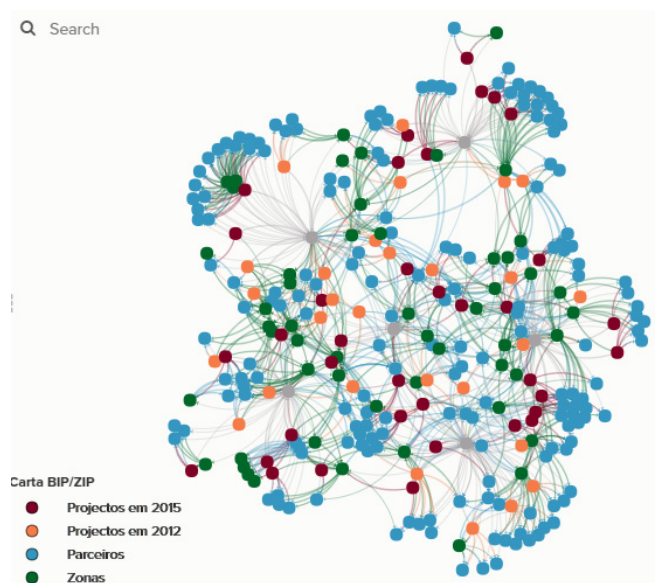 Search
Carta BIP/ZIP
Projectos em 2015
Projectos em 2012
Parceiros
Zonas